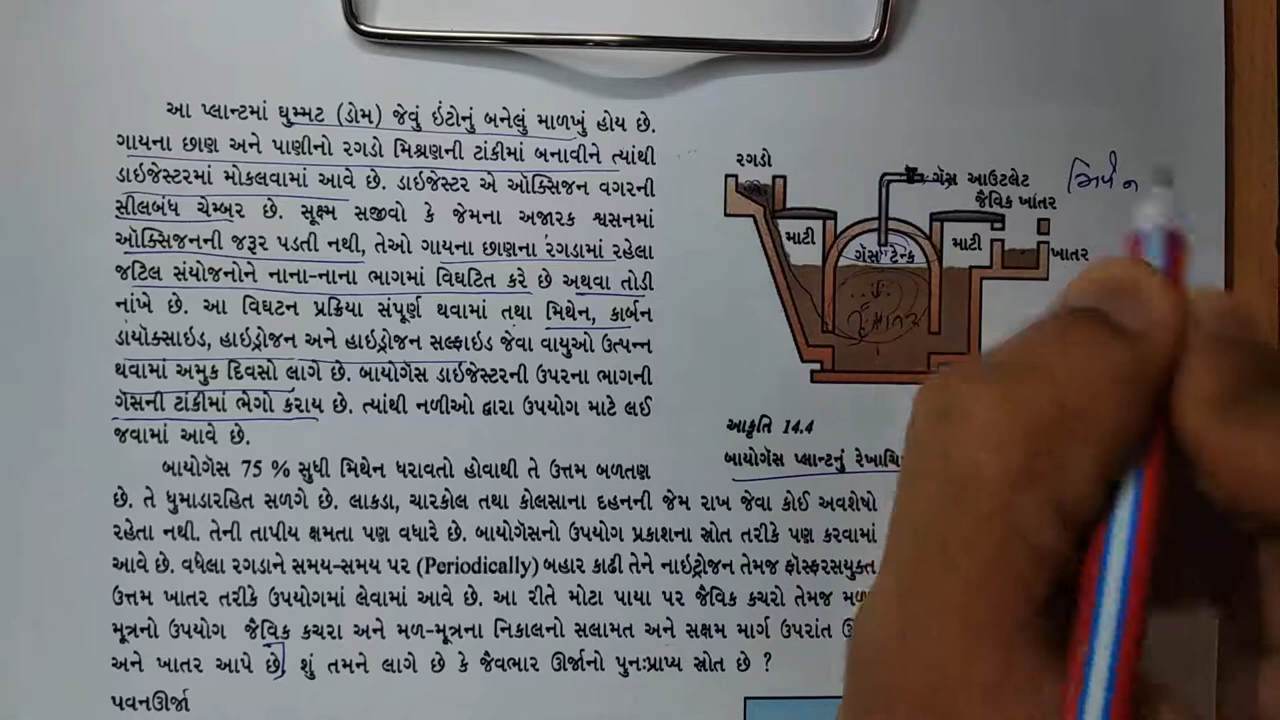 આ પ્લાન્ટમાં ઘુમ્મટ (ડોમ) જેવું ઇંટોનું બનેલું માળખું હોય છે.
ગાયના છાણ અને પાણીનો રગડો મિશ્રણની ટાંકીમાં બનાવીને ત્યાંથી
ડાઇજેસ્ટરમાં મોકલવામાં આવે છે. ડાઇજેસ્ટર એ ઑક્સિજન વગરની
સીલબંધ ચેમ્બર છે. સૂક્ષ્મ સજીવો કે જેમના અજારક શ્વસનમાં
ઑક્સિજનની જરૂર પડતી નથી, તેઓ ગાયના છાણના રગડામાં રહેલા
જટિલ સંયોજનોને નાના-નાના ભાગમાં વિઘટિત કરે છે અથવા તોડી
નાંખે છે. આ વિઘટન પ્રક્રિયા સંપૂર્ણ થવામાં તથા મિથેન, કાર્બન
ડાયૉક્સાઇડ, હાઇડ્રોજન અને હાઇડ્રોજન સલ્ફાઇડ જેવા વાયુઓ ઉત્પન્ન
થવામાં અમુક દિવસો લાગે છે. બાયોગૅસ ડાઈજેસ્ટરની ઉપરના ભાગની
ગૅસની ટાંકીમાં ભેગો કરાય છે. ત્યાંથી નળીઓ દ્વારા ઉપયોગ માટે લઈ
જવામાં આવે છે.
રગડો
ગૅસ આઉટલેટ
જૈવિક ખાતર
માટી
ગૅસ ટેન્ક
માટી
ખાતર
આકૃતિ 14.4
બાયોગૅસ પ્લાન્ટનું
બાયોગૅસ 75 % સુધી મિથેન ધરાવતો હોવાથી તે ઉત્તમ બળતણ
છે. તે ધુમાડારહિત સળગે છે. લાકડા, ચારકોલ તથા કોલસાના દહનની જેમ રાખ જેવા કોઈ અવશેષો
રહેતા નથી. તેની તાપીય ક્ષમતા પણ વધારે છે. બાયોગૅસનો ઉપયોગ પ્રકાશના સ્રોત તરીકે પણ કરવામાં
આવે છે. વધેલા રગડાને સમય-સમય પર (Periodically) બહાર કાઢી તેને નાઇટ્રોજન તેમજ ફૉસ્ફરસયુક્ત
ઉત્તમ ખાતર તરીકે ઉપયોગમાં લેવામાં આવે છે. આ રીતે મોટા પાયા પર જૈવિક કચરો તેમજ
મૂત્રનો ઉપયોગ જૈવિક કચરા અને મળ-મૂત્રના નિકાલનો સલામત અને સક્ષમ માર્ગ ઉપરાંત
અને ખાતર આપે છે. શું તમને લાગે છે કે જૈવભાર ઊર્જાનો પુનઃપ્રાપ્ય સ્રોત છે ?
પવનઊર્જા